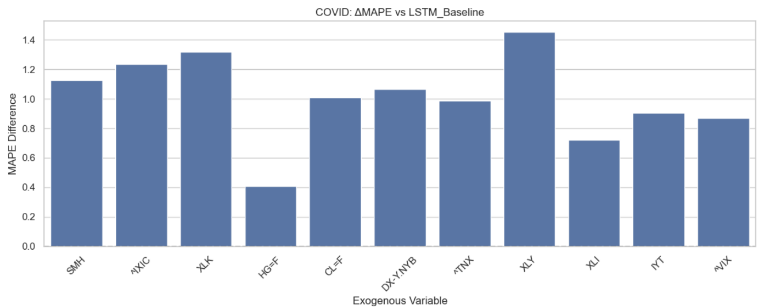 COVID: ΔMAPE vs LSTM_Baseline
MAPE Difference
1.4
1.2
1.0
0.8
0.6
0.4
0.2
0.0
SMH
^IXIC
XLK
HG=F
CL=F
DX-Y.NYB
^TNX
XLY
XLI
IYT
^VIX
Exogenous Variable